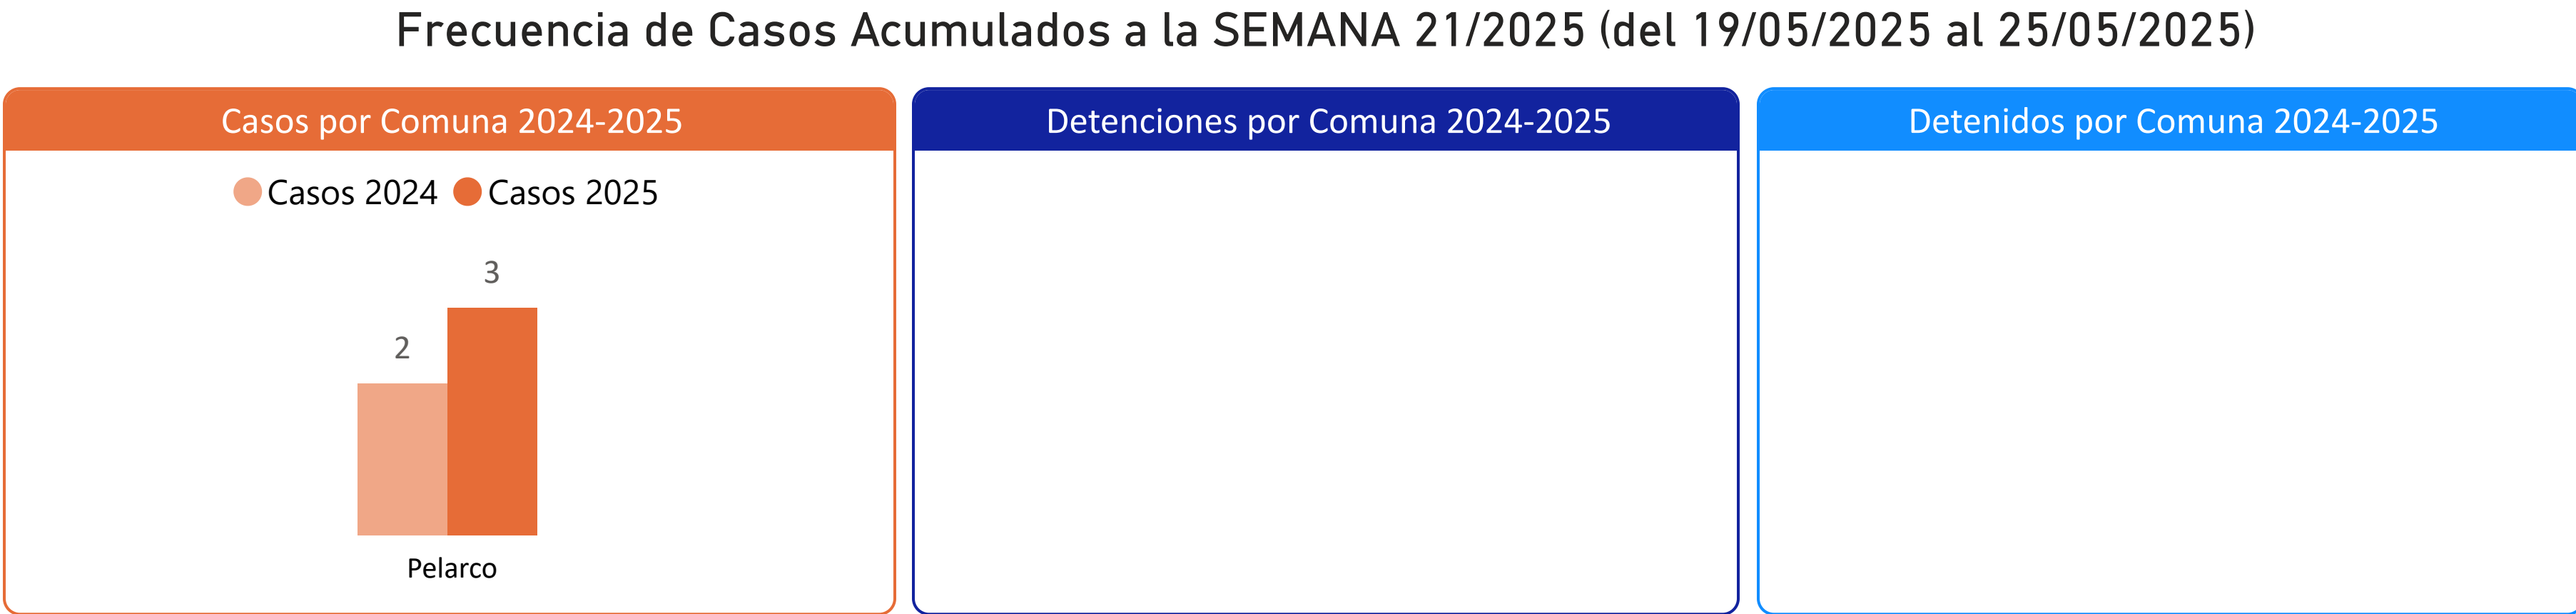 Frecuencia de Casos Acumulados a la SEMANA 21/2025 (del 19/05/2025 al 25/05/2025)
Casos por Comuna 2024-2025
Casos 2024 Casos 2025
3
2
Pelarco
Detenciones por Comuna 2024-2025
Detenidos por Comuna 2024-2025